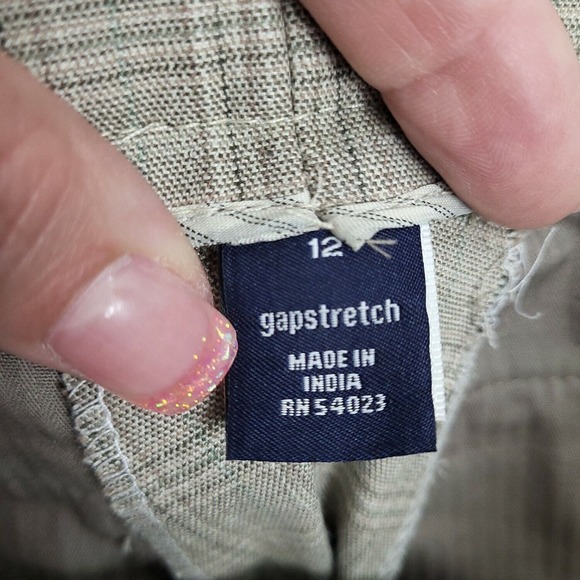 12
gapstretch
MADE IN
INDIA
RN 54023